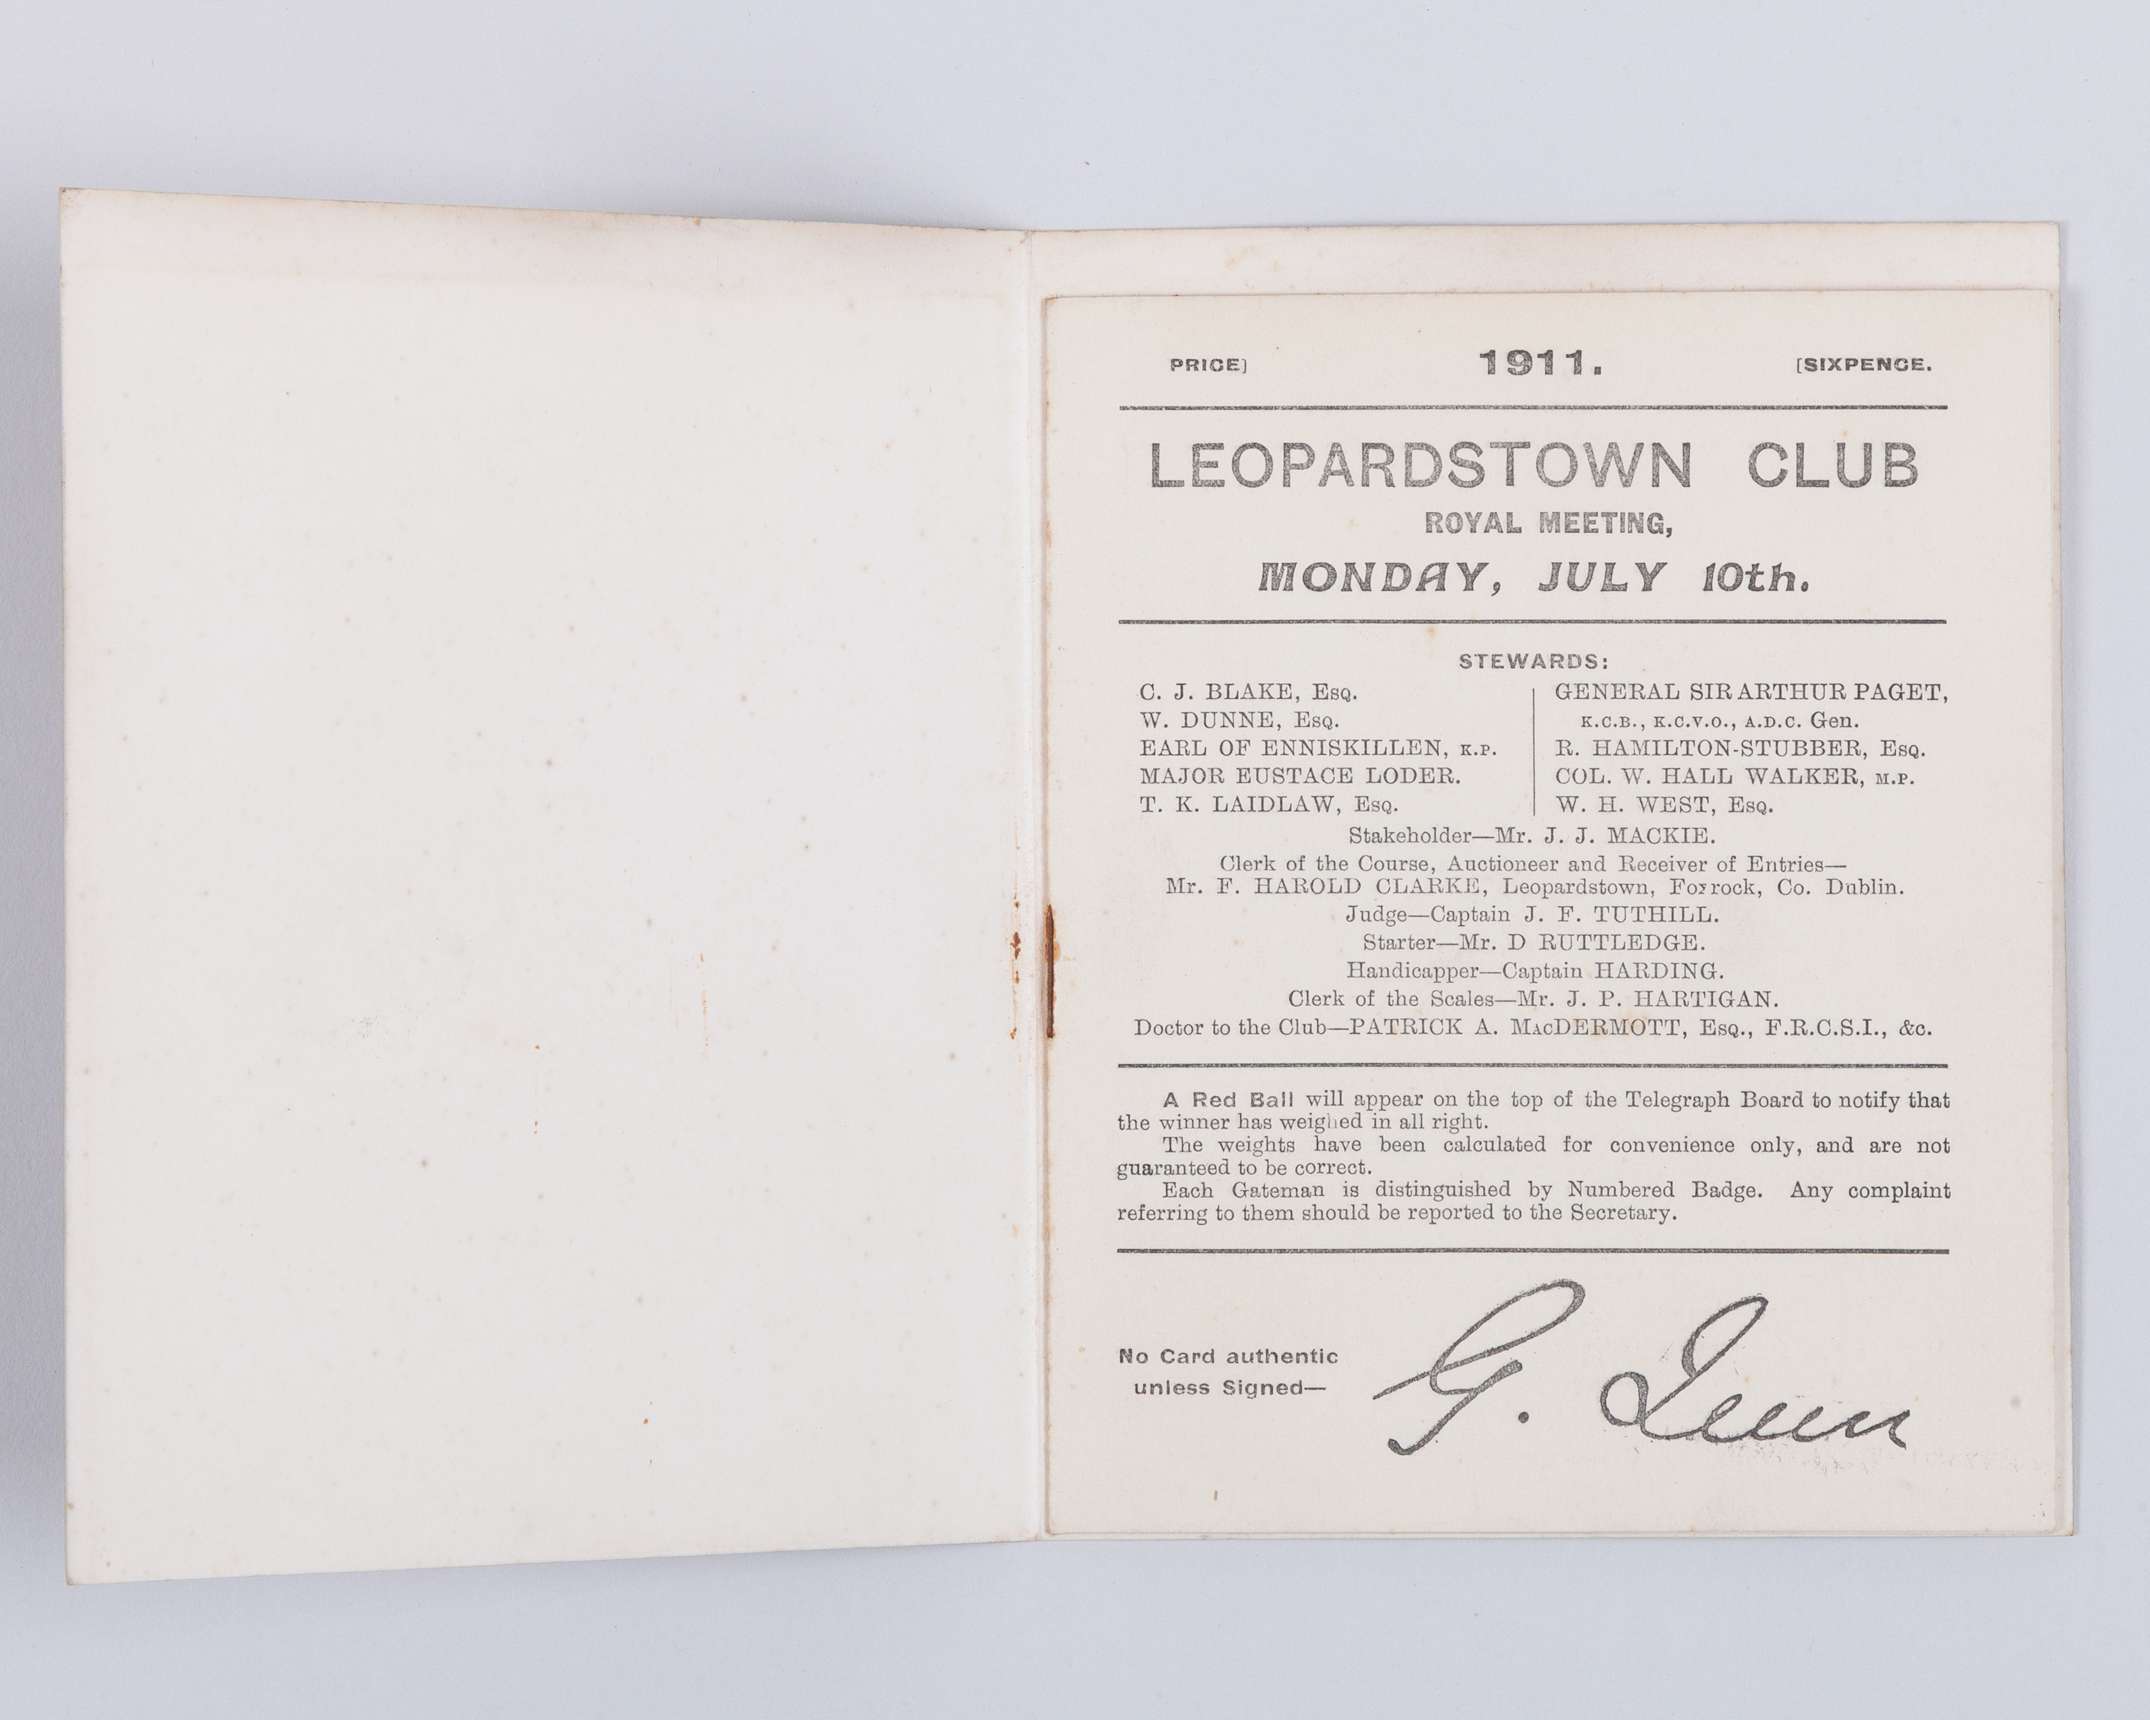 PRICE] 1911. [SIXPENCE.
LEOPARDSTOWN CLUB
ROYAL MEETING,
MONDAY, JULY 10th.
STEWARDS:
C. J. BLAKE, Esq.
W. DUNNE, Esq.
EARL OF ENNISKILLEN, K.P.
MAJOR EUSTACE LODER.
T. K. LAIDLAW, Esq.
GENERAL SIR ARTHUR PAGET,
K.C.B., K.C.V.O., A.D.C. Gen.
R. HAMILTON-STUBBER, Esq.
COL. W. HALL WALKER, M.P.
W. H. WEST, Esq.
Stakeholder—Mr. J. J. MACKIE.
Clerk of the Course, Auctioneer and Receiver of Entries—
Mr. F. HAROLD CLARKE, Leopardstown, Foxrock, Co. Dublin.
Judge—Captain J. F. TUTHILL.
Starter—Mr. D RUTTLEDGE.
Handicapper—Captain HARDING.
Clerk of the Scales—Mr. J. P. HARTIGAN.
Doctor to the Club—PATRICK A. MacDERMOTT, Esq., F.R.C.S.I., &c.
A Red Ball will appear on the top of the Telegraph Board to notify that
the winner has weighed in all right.
The weights have been calculated for convenience only, and are not
guaranteed to be correct.
Each Gateman is distinguished by Numbered Badge. Any complaint
referring to them should be reported to the Secretary.
No Card authentic
unless Signed—
G.